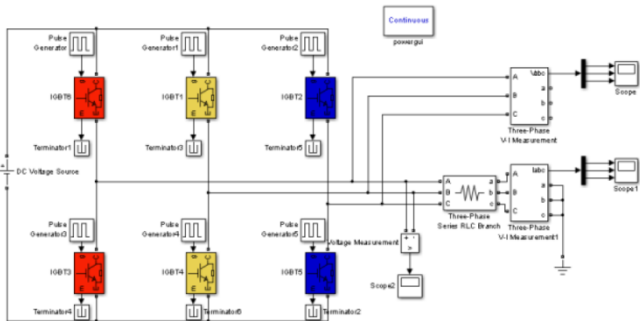 Continuous
powergui
Pulse
Generator
Pulse
Generator1
Pulse
Generator2
IGBT6
IGBT1
IGBT2
Terminator1
Terminator3
Terminator5
DC Voltage Source
Vabc
A
B
C
a
b
c
Three-Phase
V-I Measurement
Scope
A
B
C
a
b
c
Three-Phase
Series RLC Branch
Iabc
A
B
C
a
b
c
Three-Phase
V-I Measurement1
Scope1
Pulse
Generator3
Pulse
Generator4
Pulse
Generator5
Voltage Measurement
IGBT3
IGBT4
IGBT5
Scope2
Terminator4
Terminator6
Terminator2